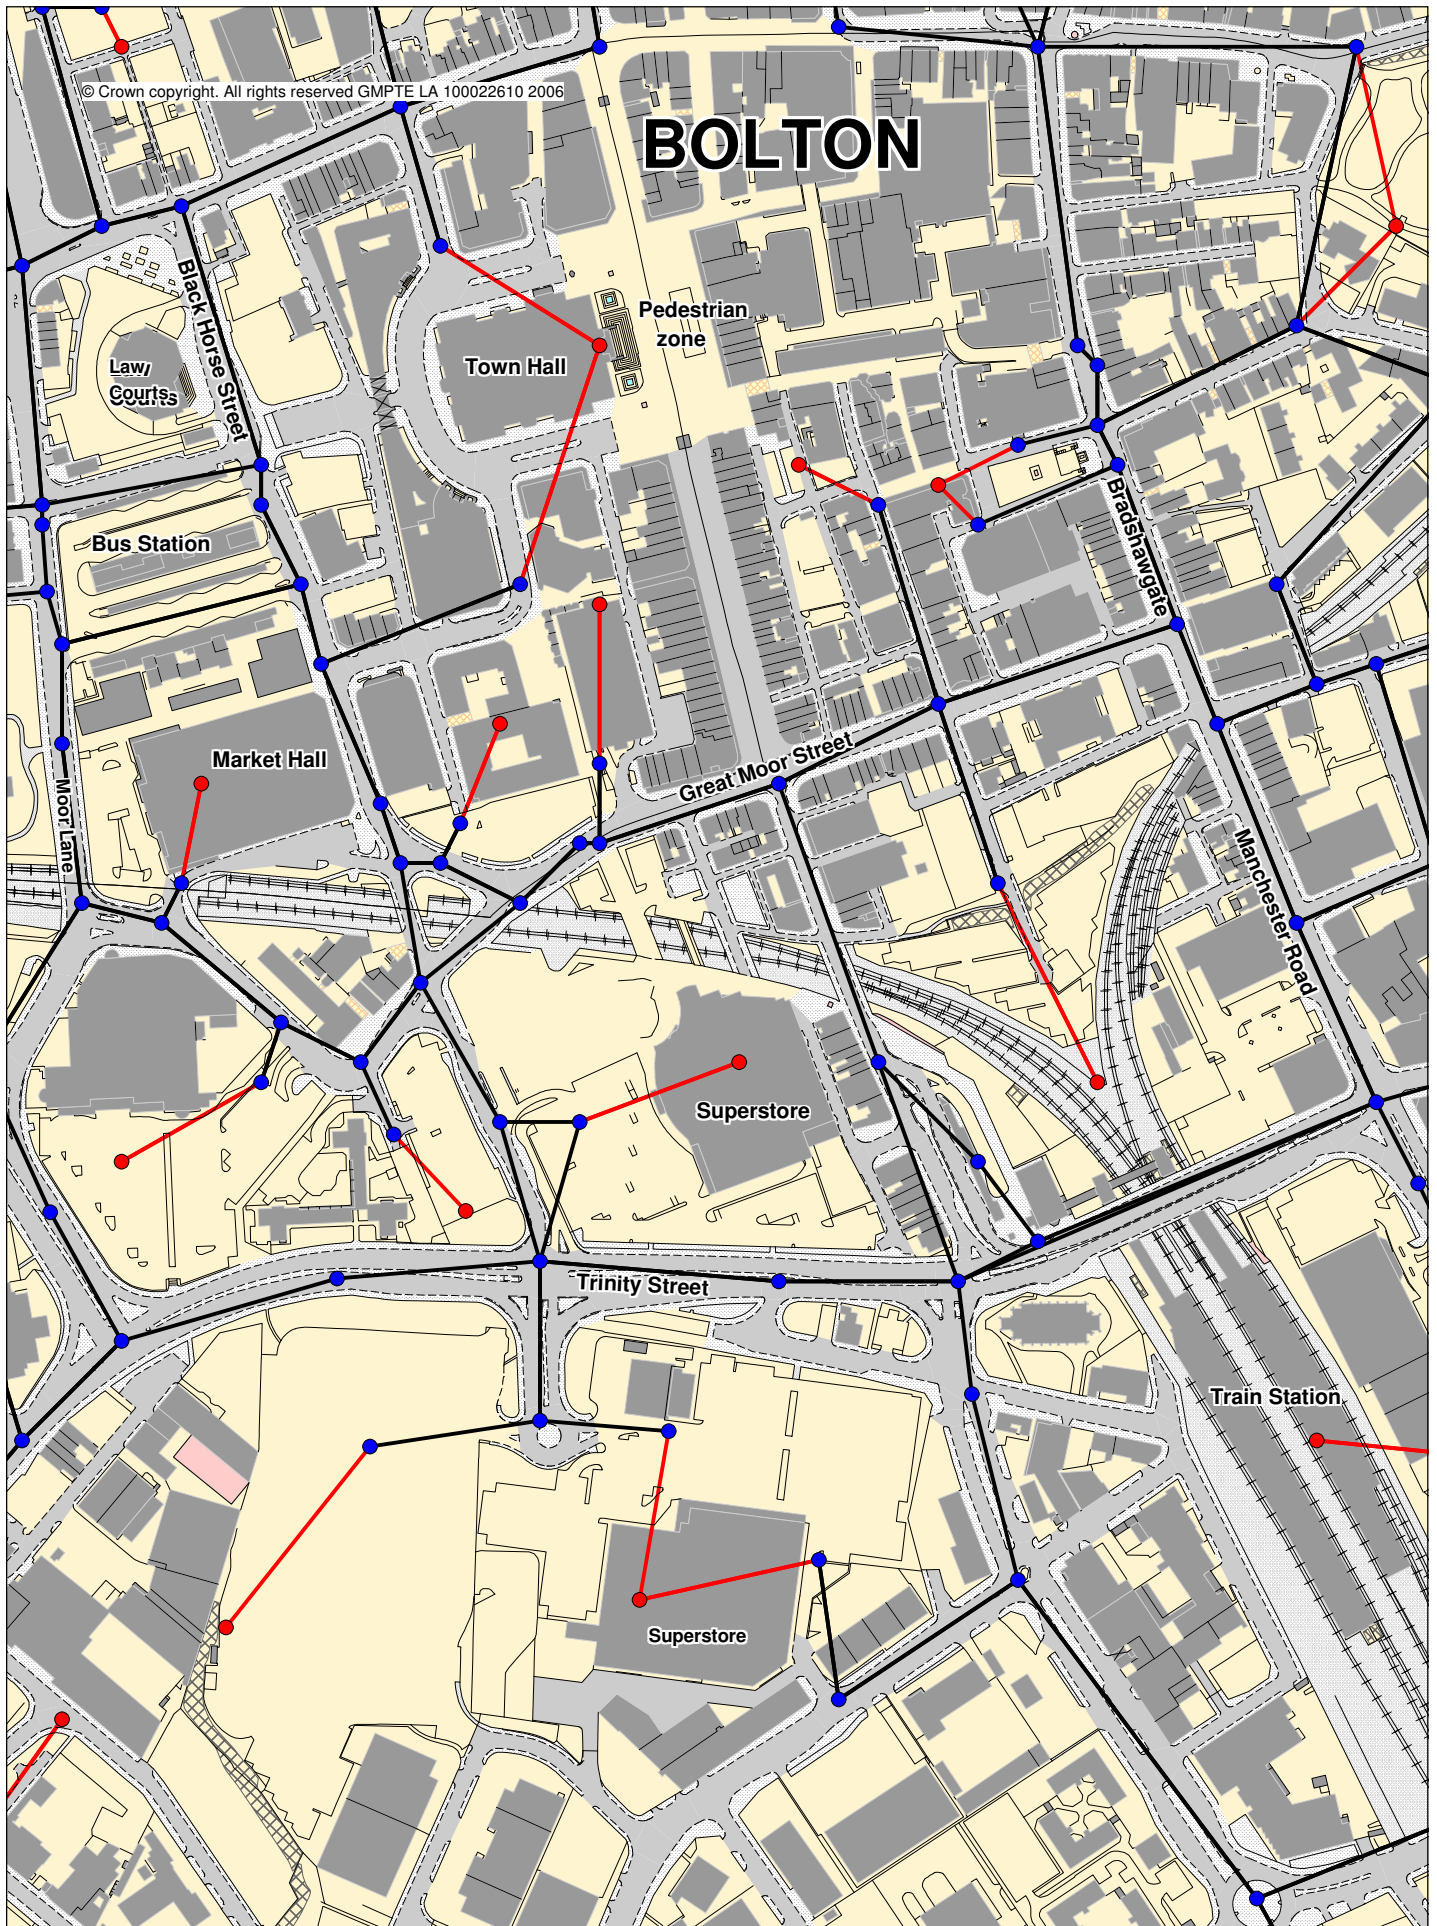 © Crown copyright. All rights reserved GMPTE LA 100022610 2006
BOLTON
Black Horse Street
Pedestrian
zone
Town Hall
Law
Courts
Bus Station
Bradshawgate
Market Hall
Great Moor Street
Moor Lane
Manchester Road
Superstore
Trinity Street
Train Station
Superstore